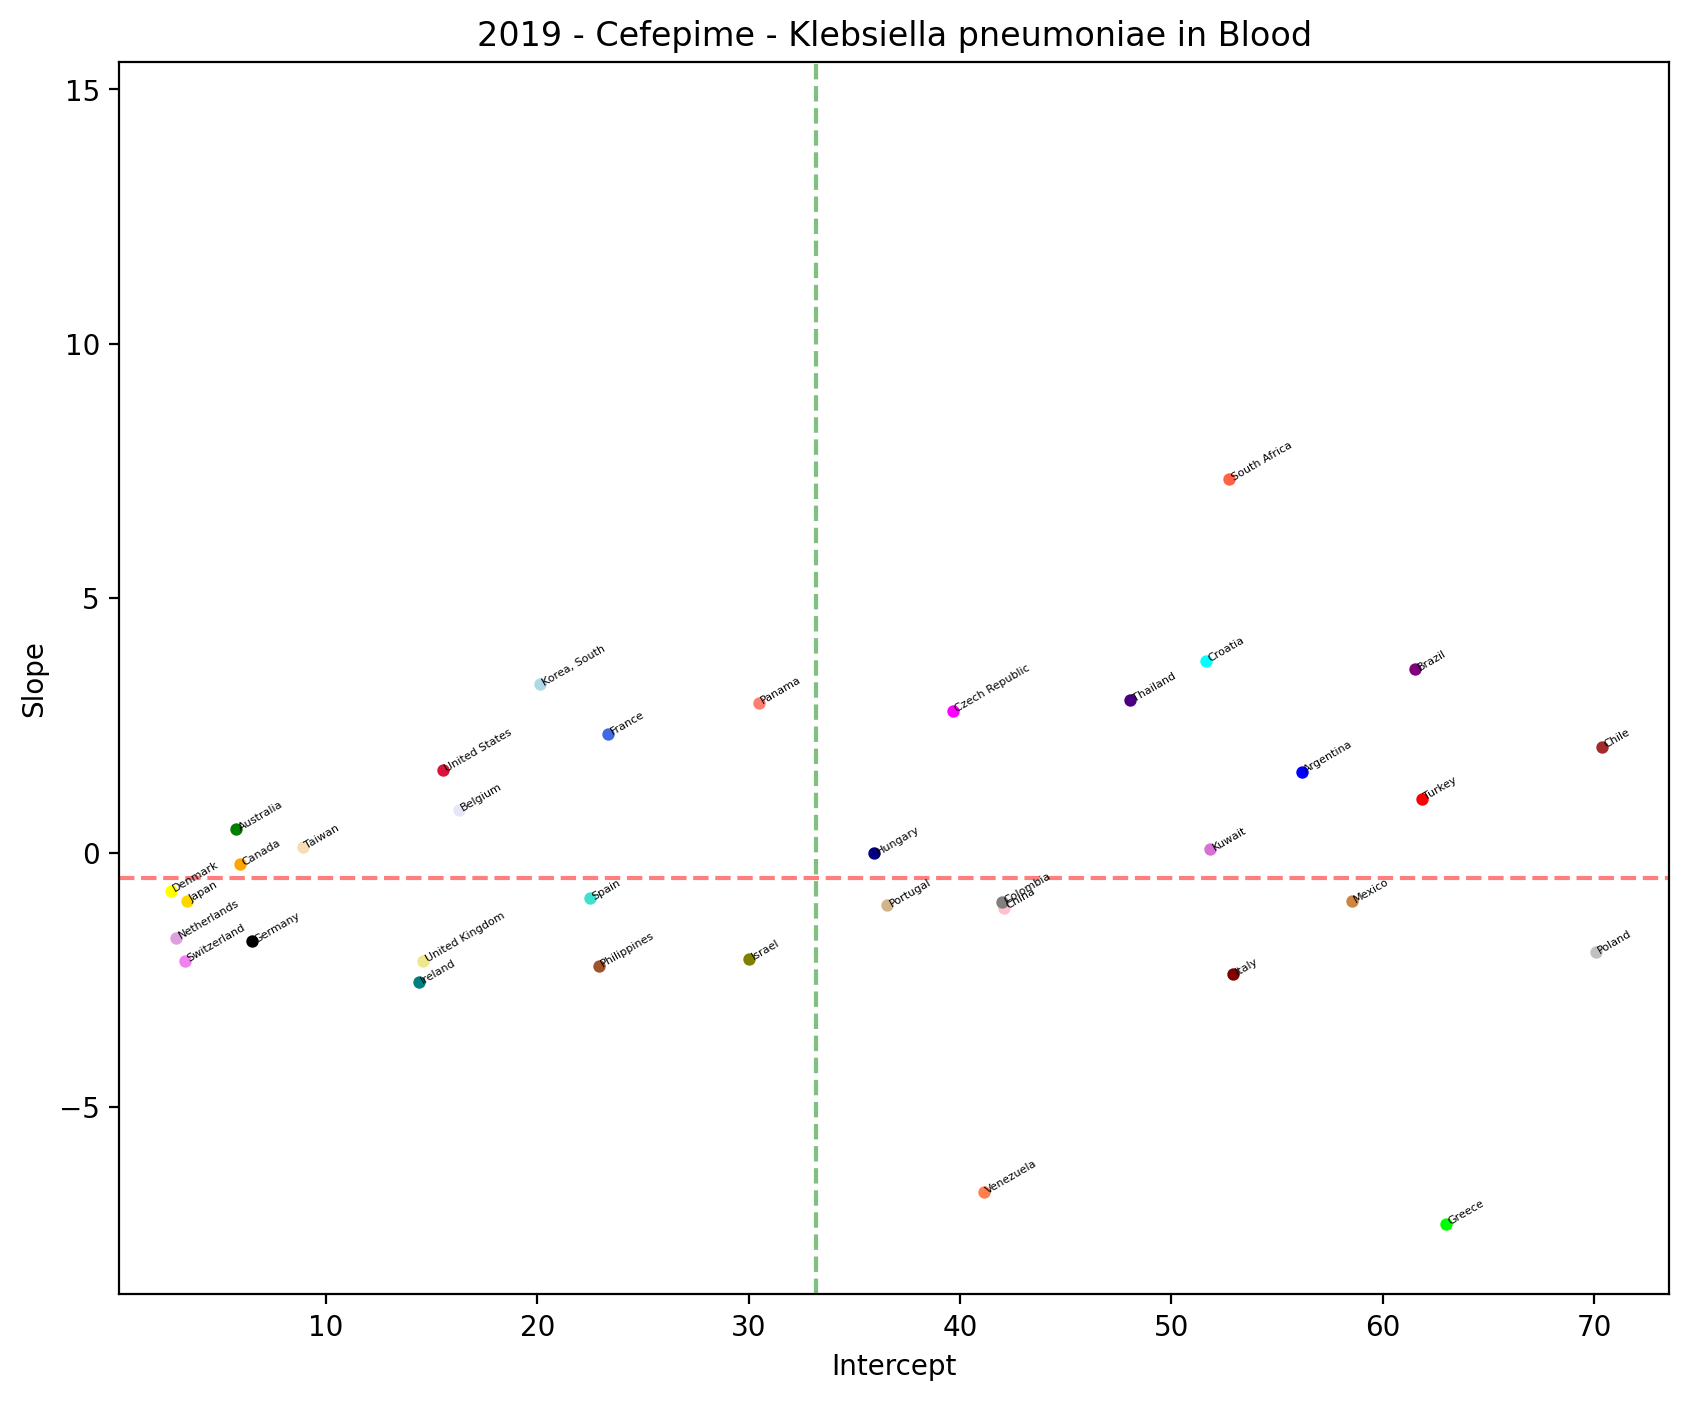 2019 - Cefepime - Klebsiella pneumoniae in Blood
15
10
5
0
−5
Slope
South Africa
Croatia
Korea, South
Brazil
Czech Republic
Thailand
Panama
France
Chile
United States
Argentina
Turkey
Belgium
Australia
Taiwan
Kuwait
Hungary
Canada
Denmark
Japan
Spain
Portugal
Colombia
China
Mexico
Netherlands
Germany
Switzerland
United Kingdom
Ireland
Philippines
Israel
Italy
Poland
Venezuela
Greece
10
20
30
40
50
60
70
Intercept